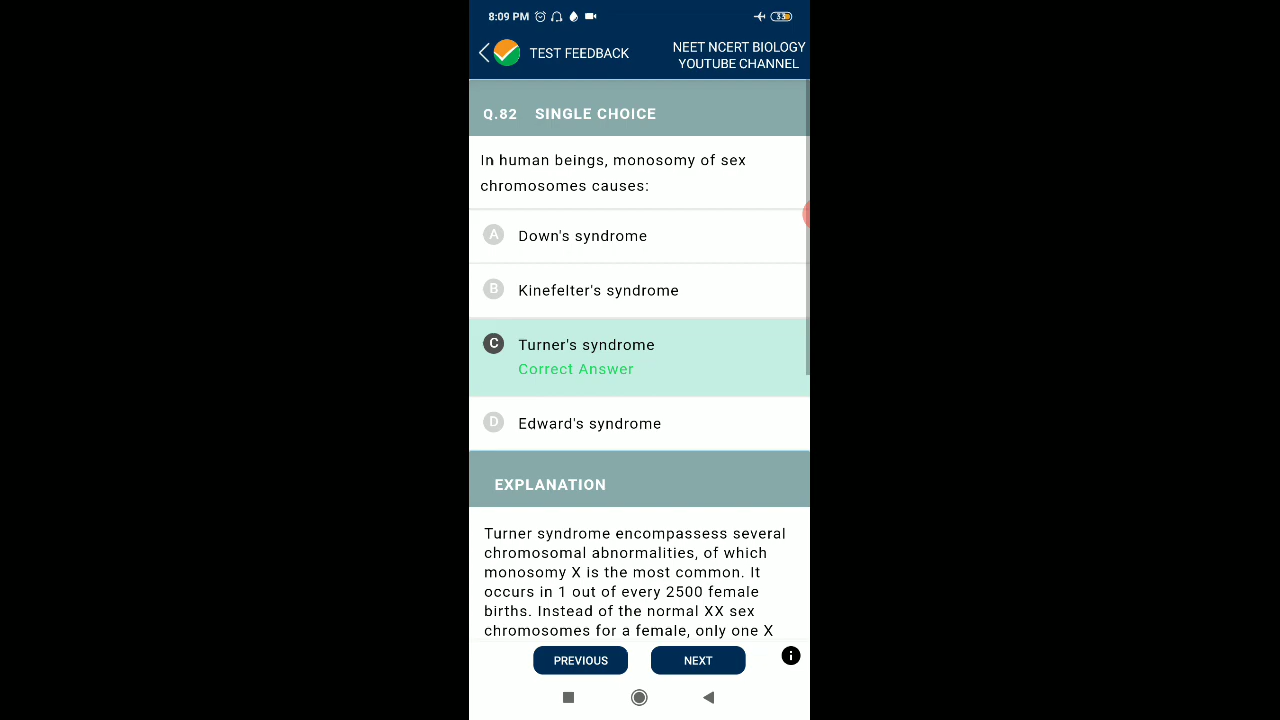 8:09 PM
33
TEST FEEDBACK
NEET NCERT BIOLOGY
YOUTUBE CHANNEL
Q.82 SINGLE CHOICE
In human beings, monosomy of sex
chromosomes causes:
A Down's syndrome
B Kinefelter's syndrome
C Turner's syndrome
Correct Answer
D Edward's syndrome
EXPLANATION
Turner syndrome encompassess several
chromosomal abnormalities, of which
monosomy X is the most common. It
occurs in 1 out of every 2500 female
births. Instead of the normal XX sex
chromosomes for a female, only one X
PREVIOUS NEXT